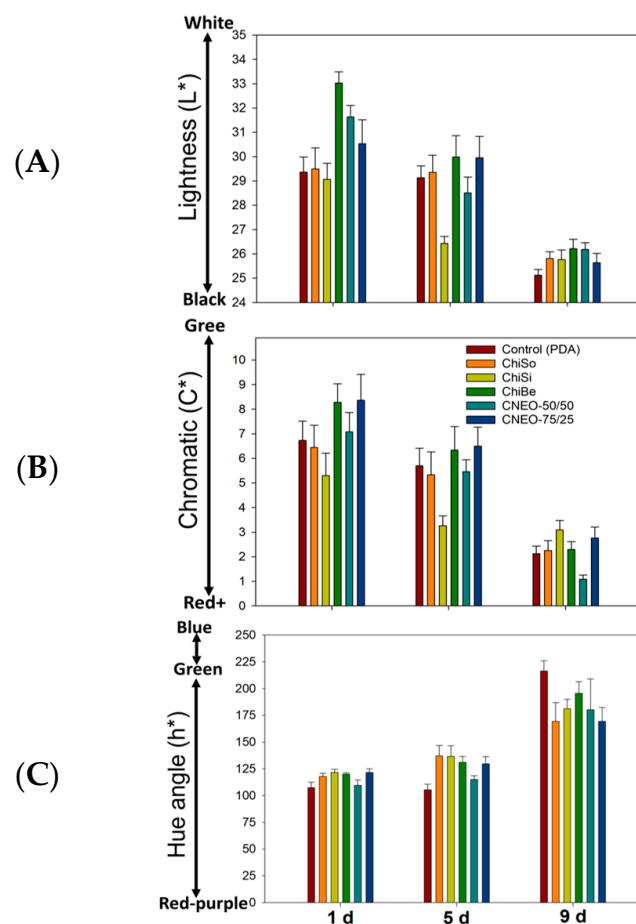 White
35
34
33
32
31
30
29
28
27
26
25
24
Lightness (L*)
(A)
Black
Gree
10
9
8
7
6
5
4
3
2
1
0
Chromatic (C*)
(B)
Control (PDA)
ChiSo
ChiSi
ChiBe
CNEO-50/50
CNEO-75/25
Red+
Blue
Green
250
225
200
175
150
125
100
75
50
25
0
Hue angle (h*)
(C)
Red-purple
1 d 5 d 9 d